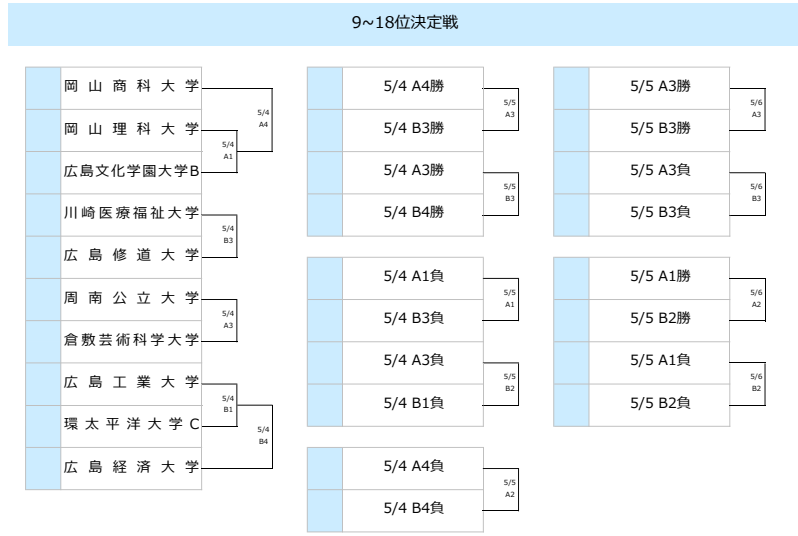 9~18位決定戦
岡山商科大学
岡山理科大学
広島文化学園大学B
川崎医療福祉大学
広島修道大学
周南公立大学
倉敷芸術科学大学
広島工業大学
環太平洋大学C
広島経済大学
5/4
A4
5/4
A1
5/4
B3
5/4
A3
5/4
B1
5/4
B4
5/4 A4勝
5/4 B3勝
5/4 A3勝
5/4 B4勝
5/5
A3
5/5
B3
5/4 A1負
5/4 B3負
5/4 A3負
5/4 B1負
5/5
A1
5/5
B2
5/4 A4負
5/4 B4負
5/5
A2
5/5 A3勝
5/5 B3勝
5/5 A3負
5/5 B3負
5/6
A3
5/6
B3
5/5 A1勝
5/5 B2勝
5/5 A1負
5/5 B2負
5/6
A2
5/6
B2